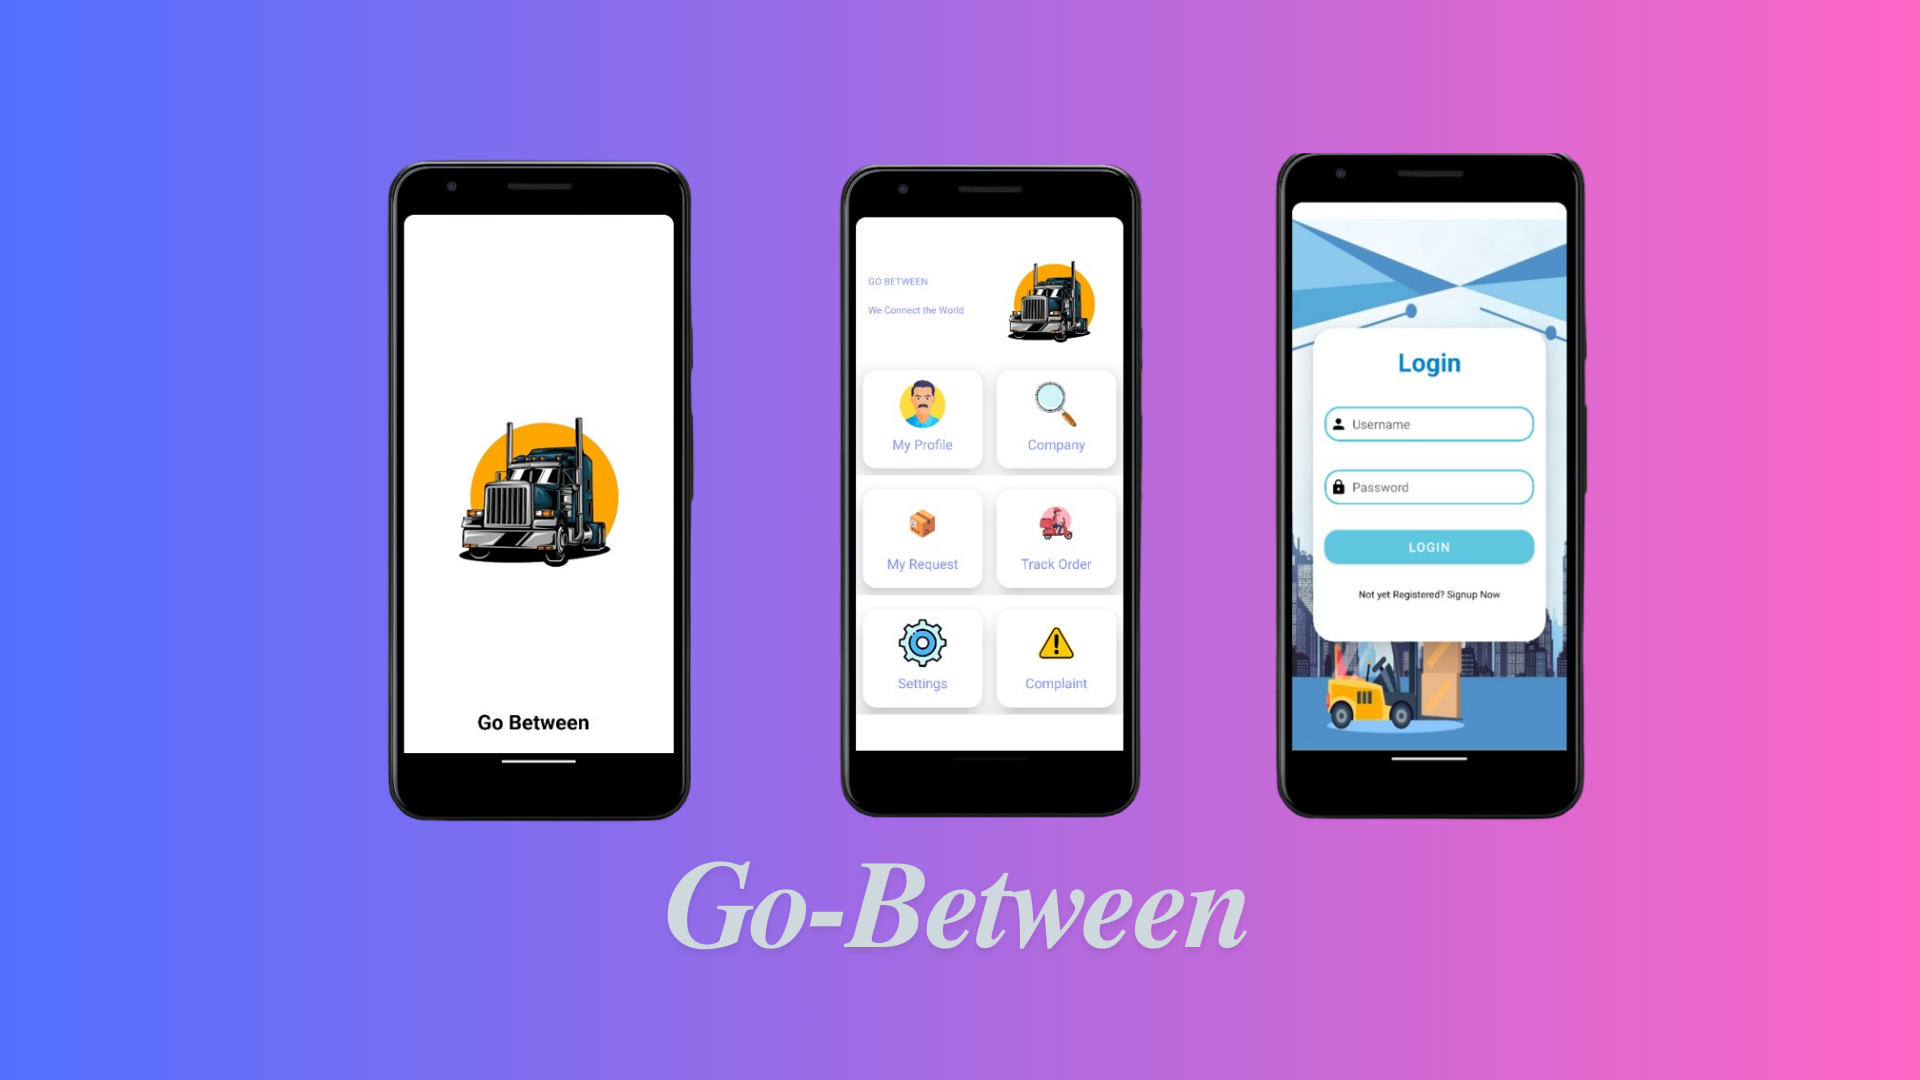 Go Between
GO BETWEEN
We Connect the World
My Profile
Company
My Request
Track Order
Settings
Complaint
Login
Username
Password
LOGIN
Not yet Registered? Signup Now
Go-Between